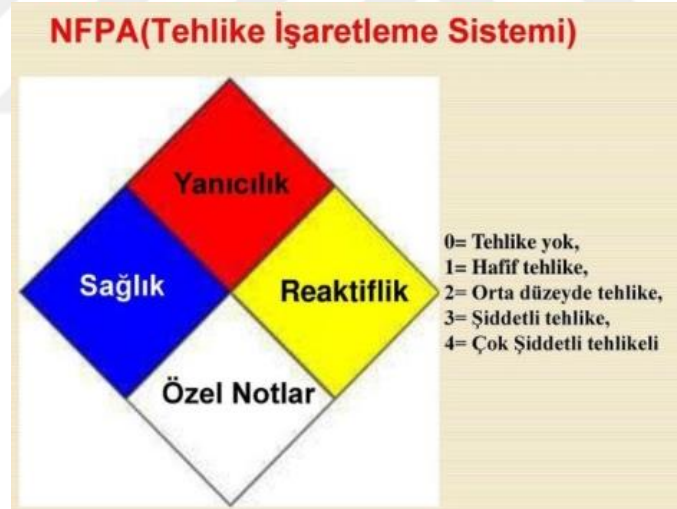 NFPA(Tehlike İşaretleme Sistemi)
Yanıcılık
Sağlık
Reaktiflik
Özel Notlar
0= Tehlike yok,
1= Hafif tehlike,
2= Orta düzeyde tehlike,
3= Şiddetli tehlike,
4= Çok Şiddetli tehlikeli